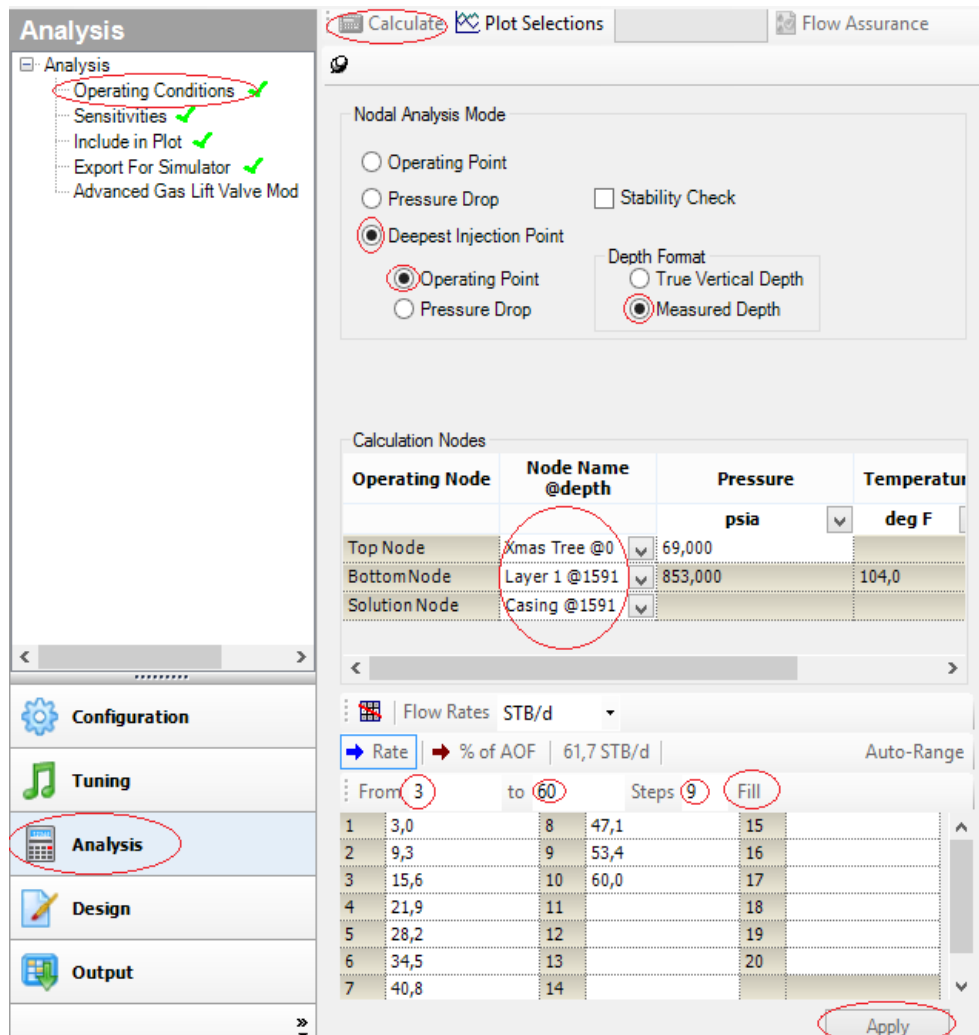 Analysis
Analysis
Operating Conditions
Sensitivities
Include in Plot
Export For Simulator
Advanced Gas Lift Valve Mod
Configuration
Tuning
Analysis
Design
Output
»
Calculate Plot Selections Flow Assurance
Nodal Analysis Mode
Operating Point
Pressure Drop Stability Check
Deepest Injection Point
Depth Format
Operating Point True Vertical Depth
Pressure Drop Measured Depth
Calculation Nodes
Operating Node Node Name @depth Pressure Temperatur
psia deg F
Top Node Xmas Tree @0 69,000
BottomNode Layer 1 @1591 853,000 104,0
Solution Node Casing @1591
Flow Rates STB/d
Rate % of AOF 61,7 STB/d Auto-Range
From 3 to 60 Steps 9 Fill
1 3,0 8 47,1 15
2 9,3 9 53,4 16
3 15,6 10 60,0 17
4 21,9 11 18
5 28,2 12 19
6 34,5 13 20
7 40,8 14
Apply